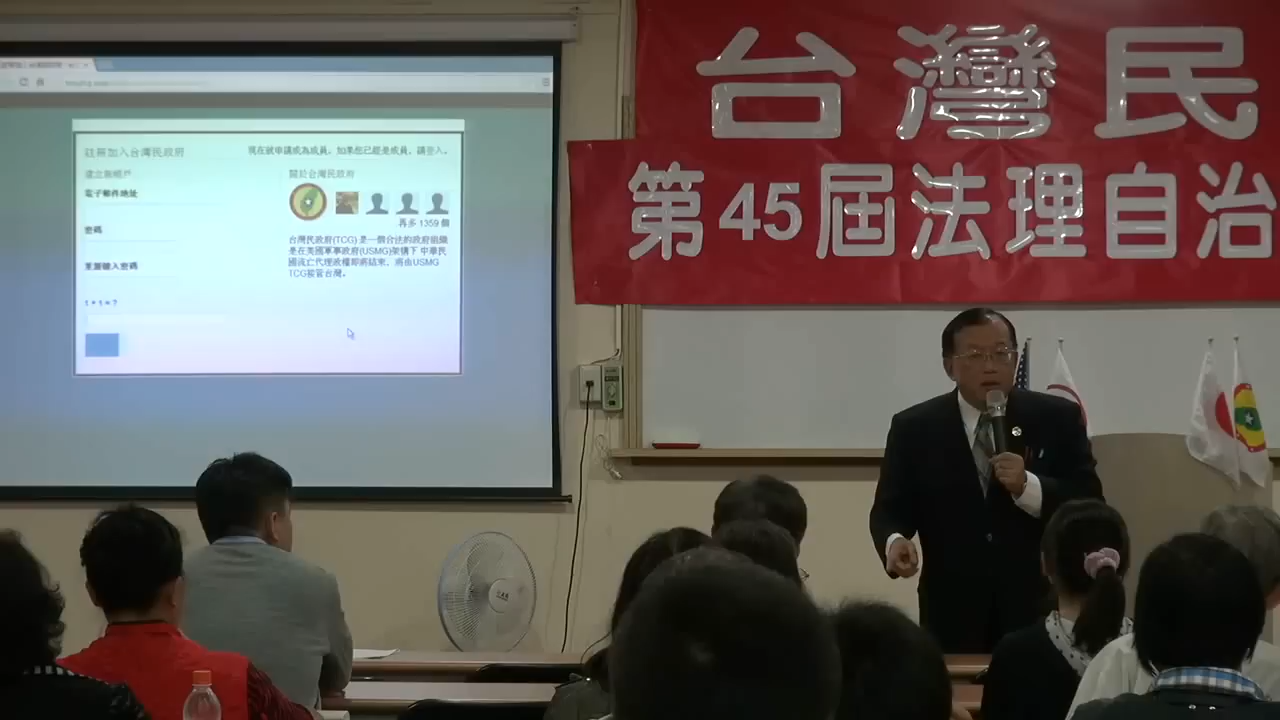 台灣民
第45屆法理自治
註冊加入台灣民政府
現在就申請成為成員。如果您已經是成員，請登入。
建立新帳戶
電子郵件地址
密碼
重新輸入密碼
1 + 1 = ?
關於台灣民政府
再多 1359 個
台灣民政府(TCG) 是一個合法的政府組織
是在美國軍事政府(USMG)架構下 中華民
國流亡代理政權即將結束，將由USMG
TCG接管台灣。